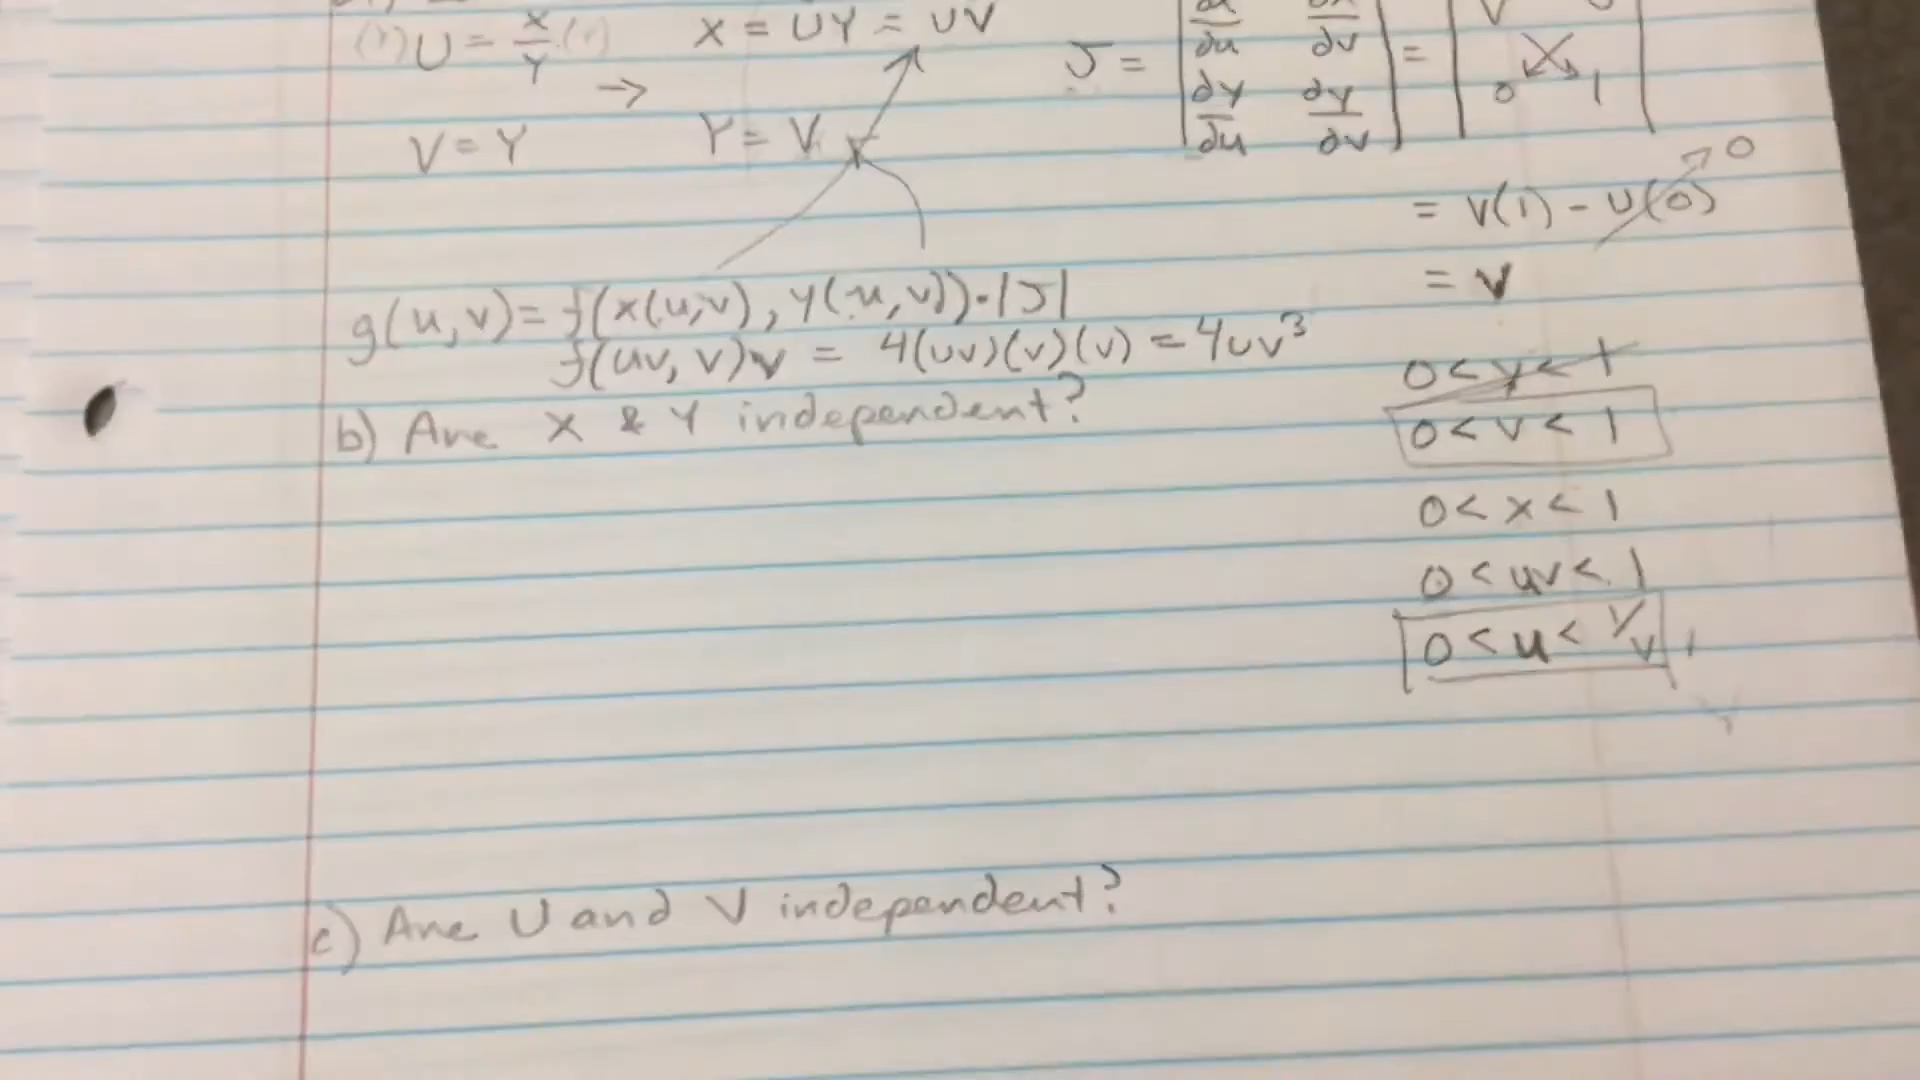 (Y)U = X/Y (Y) X = UY = UV
→
V = Y Y = V
J = | ∂x/∂u ∂x/∂v ; ∂y/∂u ∂y/∂v | = | V U ; 0 1 |
= V(1) - U(0) → 0
= V
g(u,v) = f(x(u,v), y(u,v)) · |J|
f(uv, v)v = 4(uv)(v)(v) = 4uv³
0 < y < 1
0 < v < 1
0 < x < 1
0 < uv < 1
0 < u < 1/v
b) Are X & Y independent?
c) Are U and V independent?